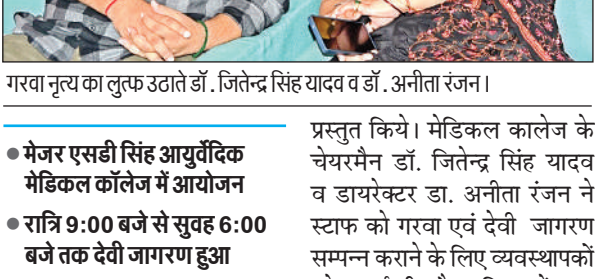 गरवा नृत्य का लुत्फ उठाते डॉ. जितेन्द्र सिंह यादव व डॉ. अनीता रंजन।
• मेजर एसडी सिंह आयुर्वेदिक
मेडिकल कॉलेज में आयोजन
• रात्रि 9:00 बजे से सुवह 6:00
बजे तक देवी जागरण हुआ
प्रस्तुत किये। मेडिकल कालेज के
चेयरमैन डॉ. जितेन्द्र सिंह यादव
व डायरेक्टर डा. अनीता रंजन ने
स्टाफ को गरवा एवं देवी जागरण
सम्पन्न कराने के लिए व्यवस्थापकों